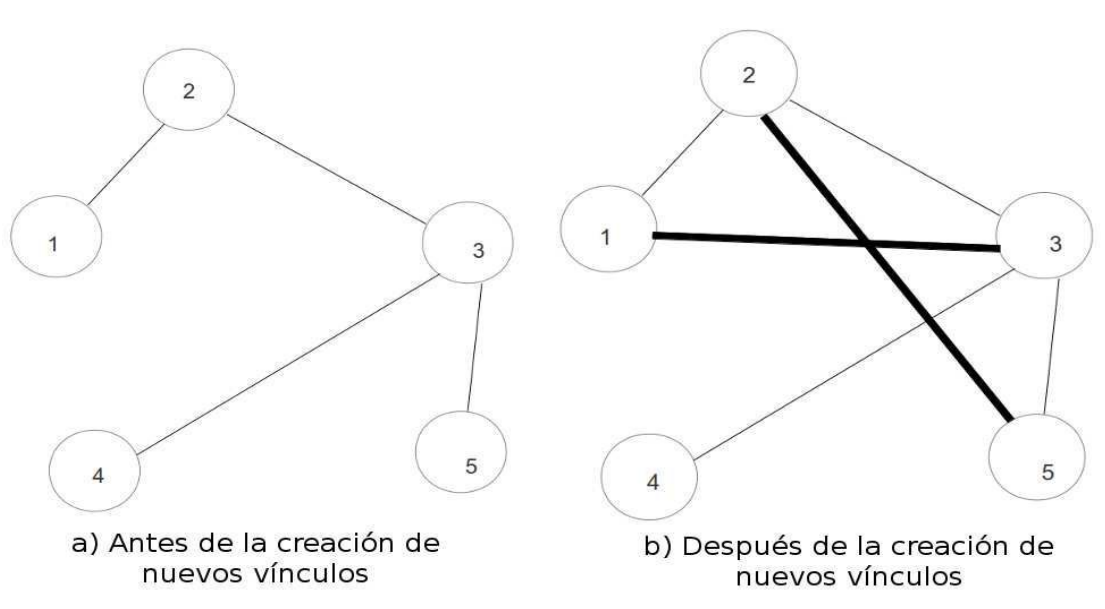 2
1
3
4
5
a) Antes de la creación de
nuevos vínculos
2
1
3
4
5
b) Después de la creación de
nuevos vínculos